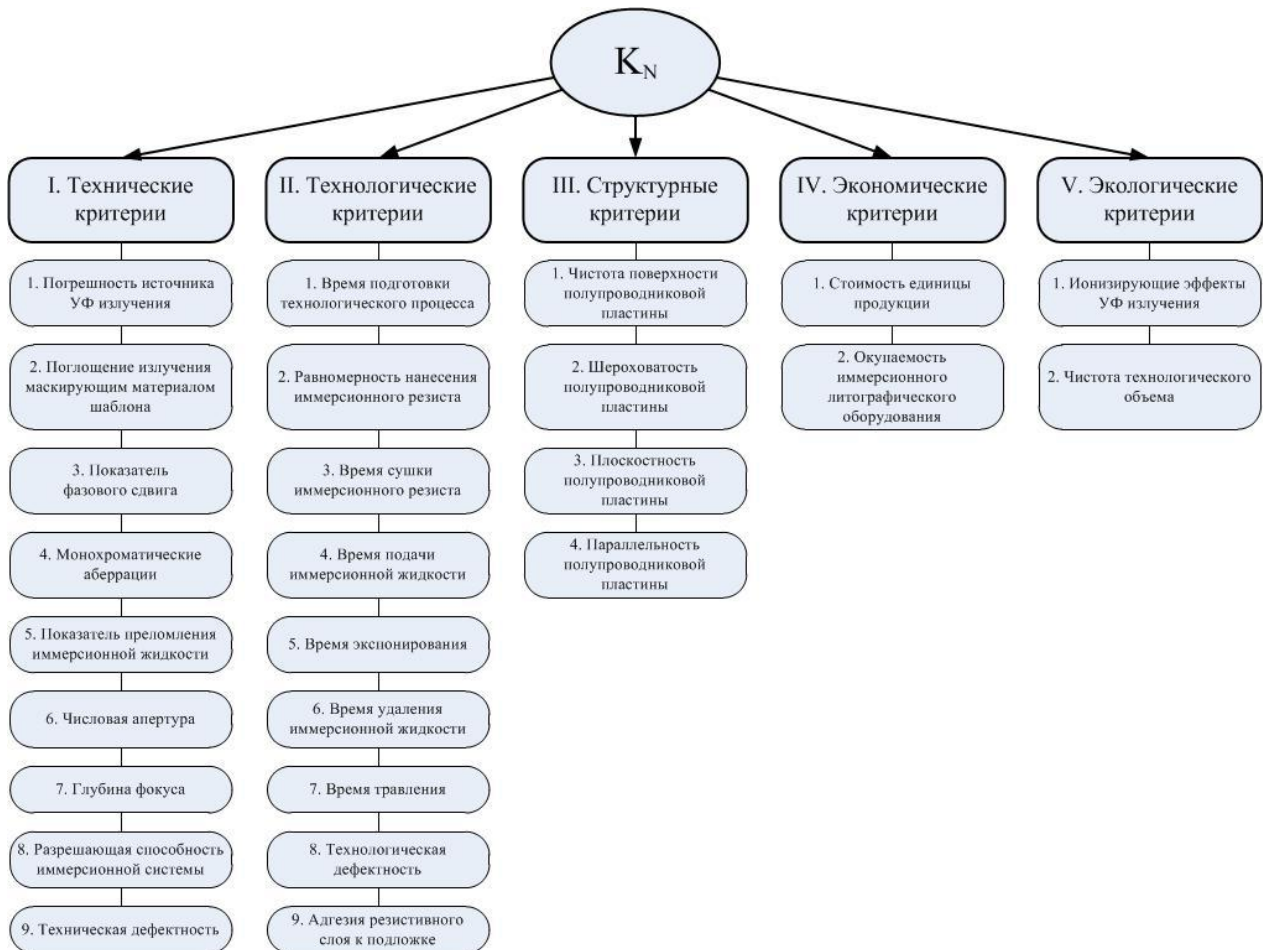 K_N
I. Технические
критерии
1. Погрешность источника
УФ излучения
2. Поглощение излучения
маскирующим материалом
шаблона
3. Показатель
фазового сдвига
4. Монохроматические
аберрации
5. Показатель преломления
иммерсионной жидкости
6. Числовая апертура
7. Глубина фокуса
8. Разрешающая способность
иммерсионной системы
9. Техническая дефектность
II. Технологические
критерии
1. Время подготовки
технологического процесса
2. Равномерность нанесения
иммерсионного резиста
3. Время сушки
иммерсионного резиста
4. Время подачи
иммерсионной жидкости
5. Время экспонирования
6. Время удаления
иммерсионной жидкости
7. Время травления
8. Технологическая
дефектность
9. Адгезия резистивного
слоя к подложке
III. Структурные
критерии
1. Чистота поверхности
полупроводниковой
пластины
2. Шероховатость
полупроводниковой
пластины
3. Плоскостность
полупроводниковой
пластины
4. Параллельность
полупроводниковой
пластины
IV. Экономические
критерии
1. Стоимость единицы
продукции
2. Окупаемость
иммерсионного
литографического
оборудования
V. Экологические
критерии
1. Ионизирующие эффекты
УФ излучения
2. Чистота технологического
объема